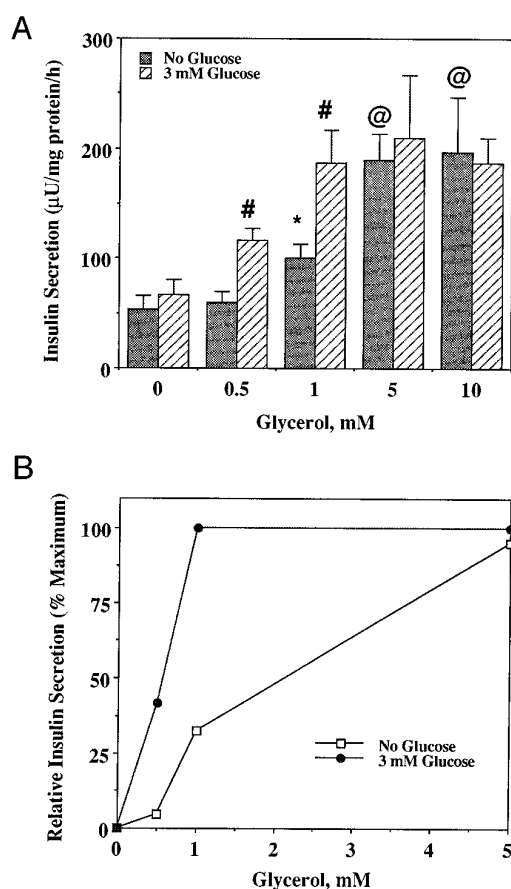 A
Insulin Secretion (µU/mg protein/h)
300
200
100
0
No Glucose
3 mM Glucose
#
*
#
@
@
0 0.5 1 5 10
Glycerol, mM
B
Relative Insulin Secretion (% Maximum)
100
75
50
25
0
No Glucose
3 mM Glucose
0 1 2 3 4 5
Glycerol, mM